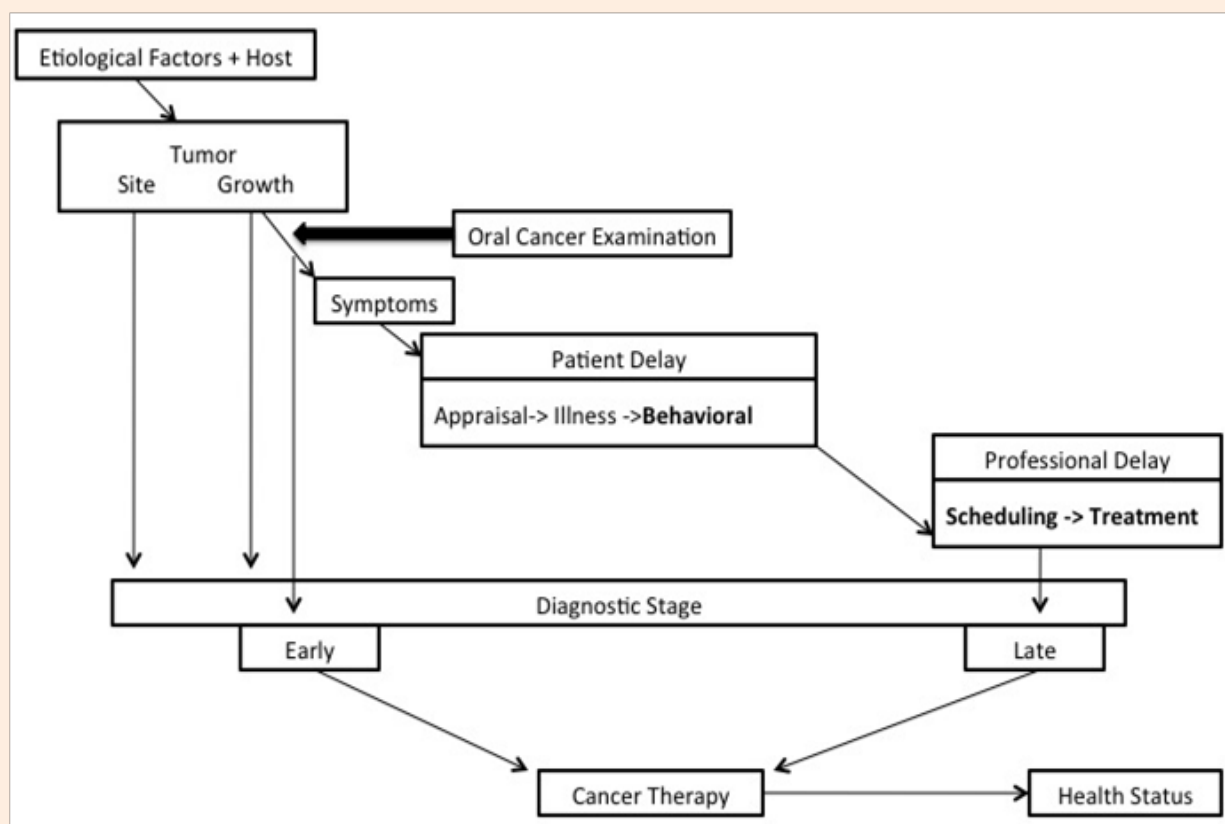 Etiological Factors + Host
Tumor
Site Growth
Oral Cancer Examination
Symptoms
Patient Delay
Appraisal-> Illness ->Behavioral
Professional Delay
Scheduling -> Treatment
Diagnostic Stage
Early
Late
Cancer Therapy
Health Status